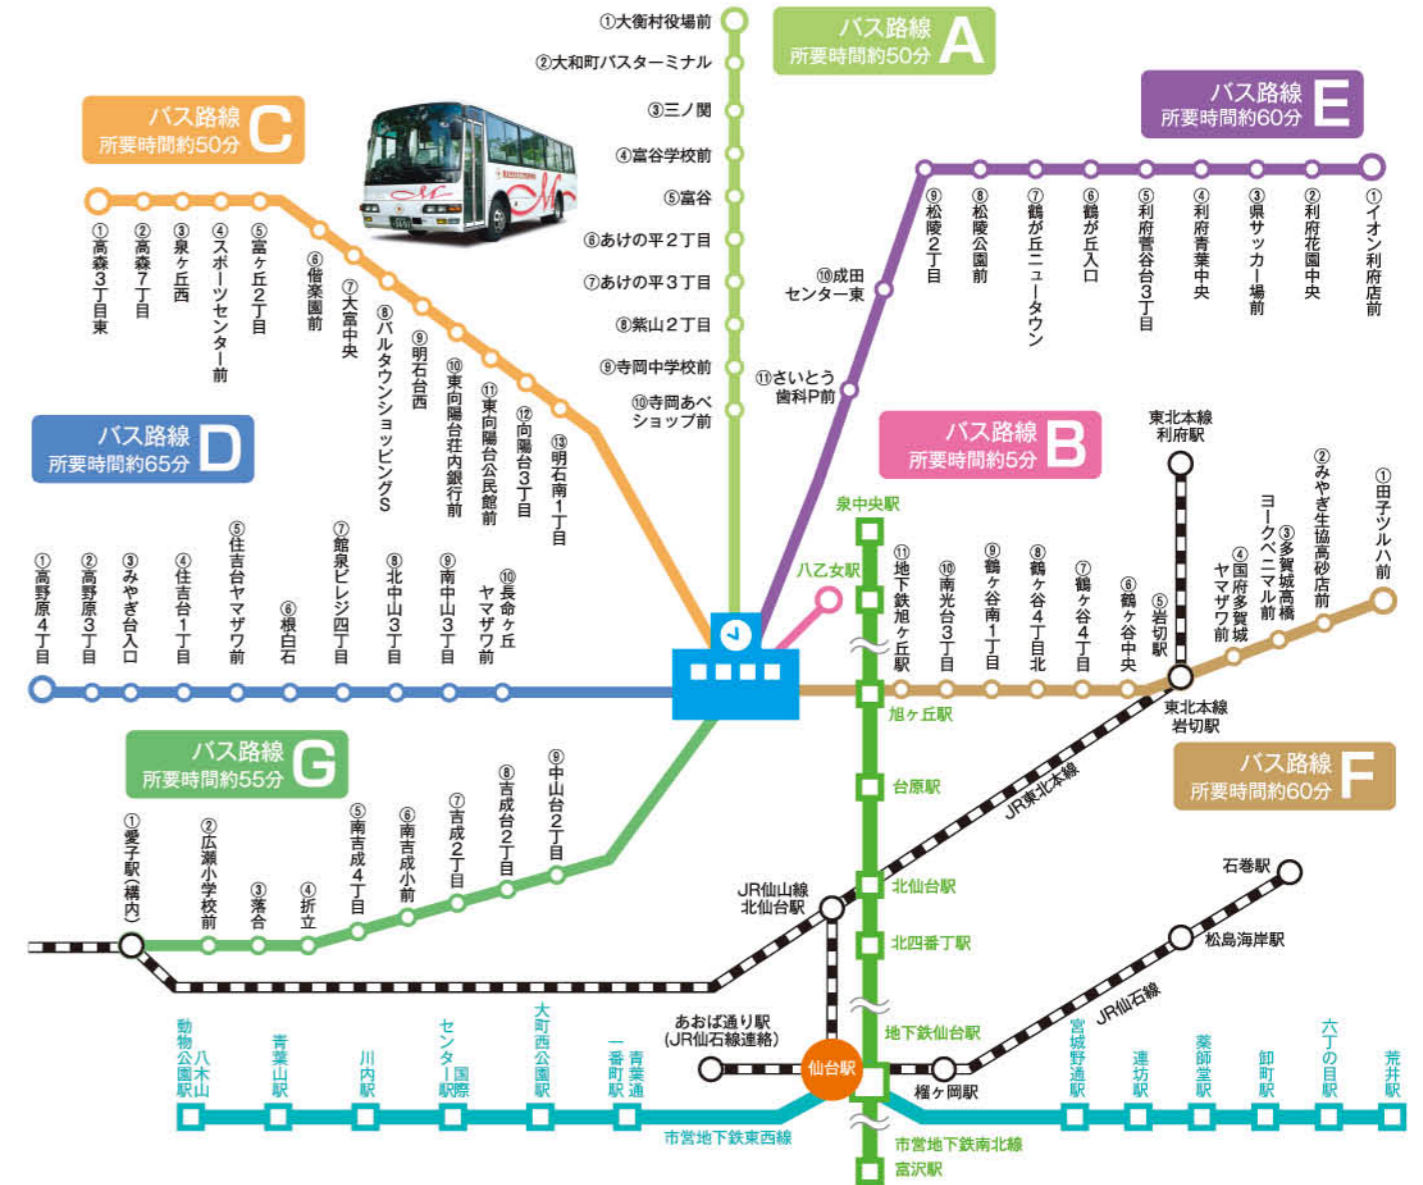 ①大衡村役場前
②大和町バスターミナル
③三ノ関
④富谷学校前
⑤富谷
⑥あけの平2丁目
⑦あけの平3丁目
⑧紫山2丁目
⑨寺岡中学校前
⑩寺岡あべ
ショップ前
バス路線
所要時間約50分
A
バス路線
所要時間約60分
E
①イオン利府店前
②利府花園中央
③県サッカー場前
④利府青葉中央
⑤利府菅谷台3丁目
⑥鶴が丘入口
⑦鶴が丘ニュータウン
⑧松陵公園前
⑨松陵2丁目
⑩成田
センター東
⑪さいとう
歯科P前
バス路線
所要時間約50分
C
①高森3丁目東
②高森7丁目
③泉ヶ丘西
④スポーツセンター前
⑤富ヶ丘2丁目
⑥偕楽園前
⑦大富中央
⑧パルタウンショッピングS
⑨明石台西
⑩東向陽台荘内銀行前
⑪東向陽台公民館前
⑫向陽台3丁目
⑬明石南1丁目
バス路線
所要時間約65分
D
①高野原4丁目
②高野原3丁目
③みやぎ台入口
④住吉台1丁目
⑤住吉台ヤマザワ前
⑥根白石
⑦館泉ビレジ四丁目
⑧北中山3丁目
⑨南中山3丁目
⑩長命ヶ丘
ヤマザワ前
バス路線
所要時間約5分
B
八乙女駅
バス路線
所要時間約60分
F
①田子ツルハ前
②みやぎ生協高砂店前
③多賀城高橋
ヨークベニマル前
④国府多賀城
ヤマザワ前
⑤岩切駅
⑥鶴ヶ谷中央
⑦鶴ヶ谷4丁目
⑧鶴ヶ谷4丁目北
⑨鶴ヶ谷南1丁目
⑩南光台3丁目
⑪地下鉄旭ヶ丘駅
東北本線
利府駅
東北本線
岩切駅
バス路線
所要時間約55分
G
①愛子駅(構内)
②広瀬小学校前
③落合
④折立
⑤南吉成4丁目
⑥南吉成小前
⑦吉成2丁目
⑧吉成台2丁目
⑨中山台2丁目
泉中央駅
旭ヶ丘駅
台原駅
北仙台駅
北四番丁駅
地下鉄仙台駅
市営地下鉄南北線
富沢駅
JR東北本線
JR仙山線
北仙台駅
石巻駅
松島海岸駅
JR仙石線
あおば通り駅
(JR仙石線連絡)
仙台駅
榴ヶ岡駅
八木山
動物公園駅
青葉山駅
川内駅
国際
センター駅
大町西公園駅
青葉通
一番町駅
市営地下鉄東西線
宮城野通駅
連坊駅
薬師堂駅
卸町駅
六丁の目駅
荒井駅